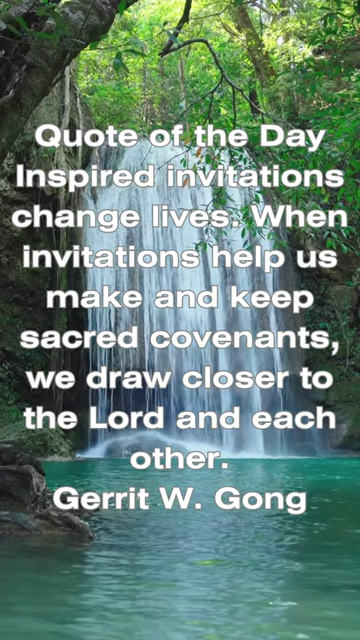 Quote of the Day
Inspired invitations
change lives. When
invitations help us
make and keep
sacred covenants,
we draw closer to
the Lord and each
other.
Gerrit W. Gong